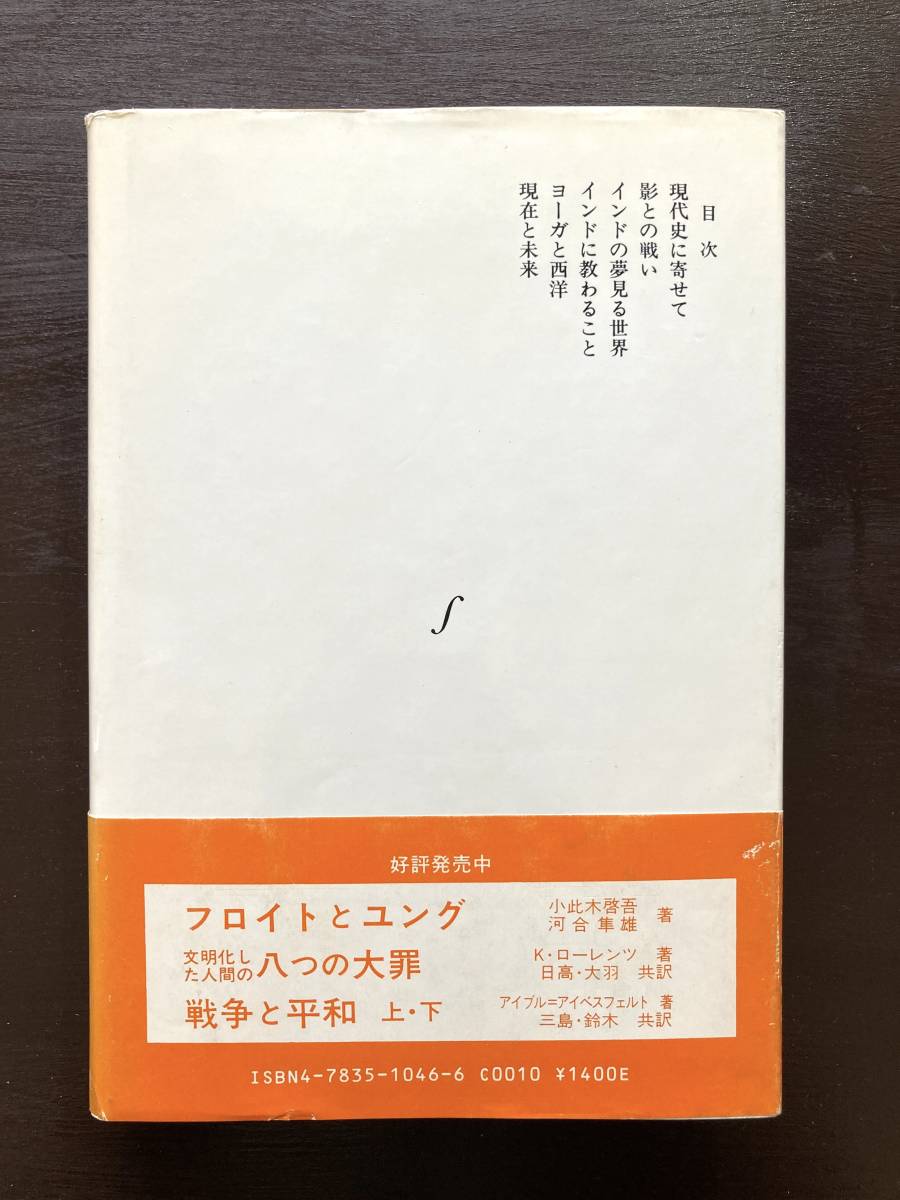 目次
現代史に寄せて
影との戦い
インドの夢見る世界
インドに教わること
ヨーガと西洋
現在と未来
∫
好評発売中
フロイトとユング 小此木啓吾 河合隼雄 著
文明化した人間の八つの大罪 K・ローレンツ 著 日高・大羽 共訳
戦争と平和 上・下 アイブル=アイベスフェルト 著 三島・鈴木 共訳
ISBN4-7835-1046-6 C0010 ¥1400E